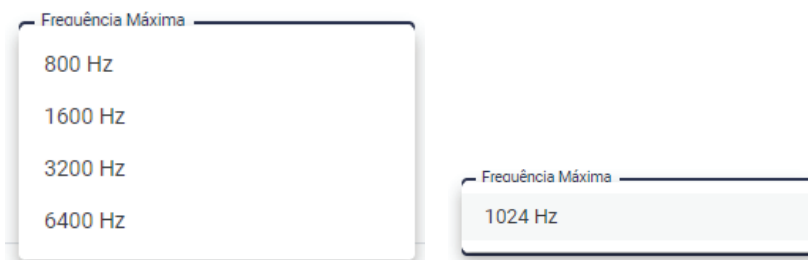 Frequência Máxima
800 Hz
1600 Hz
3200 Hz
6400 Hz
Frequência Máxima
1024 Hz